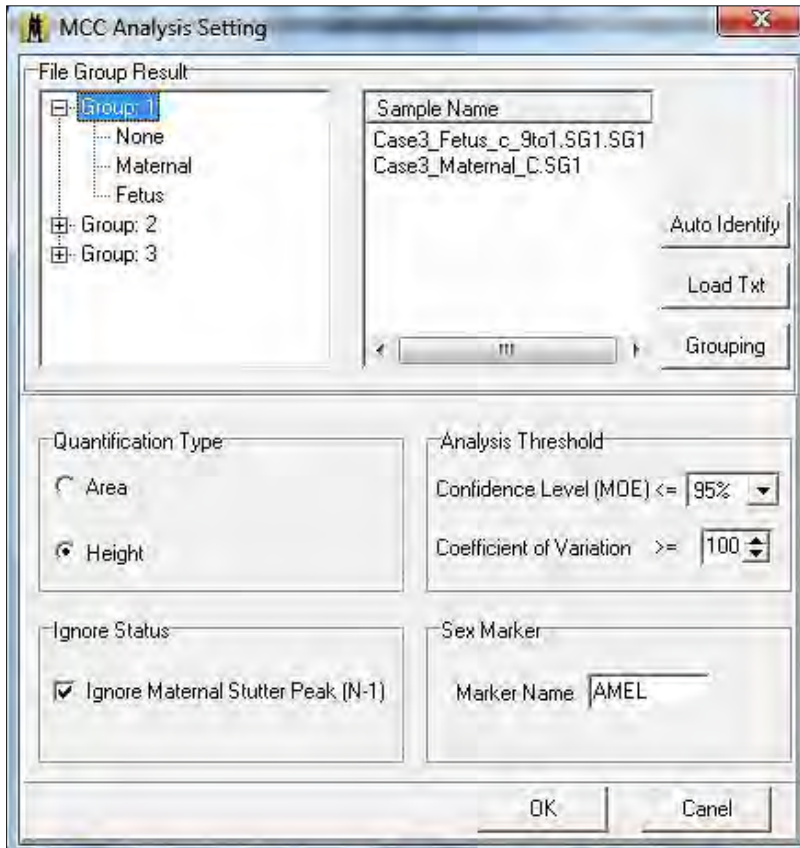 MCC Analysis Setting
File Group Result
Group: 1
None
Maternal
Fetus
Group: 2
Group: 3
Sample Name
Case3_Fetus_c_9to1.SG1.SG1
Case3_Maternal_C.SG1
Auto Identify
Load Txt
Grouping
Quantification Type
Area
Height
Analysis Threshold
Confidence Level (MOE) <= 95%
Coefficient of Variation >= 100
Ignore Status
Ignore Maternal Stutter Peak (N-1)
Sex Marker
Marker Name AMEL
OK
Canel